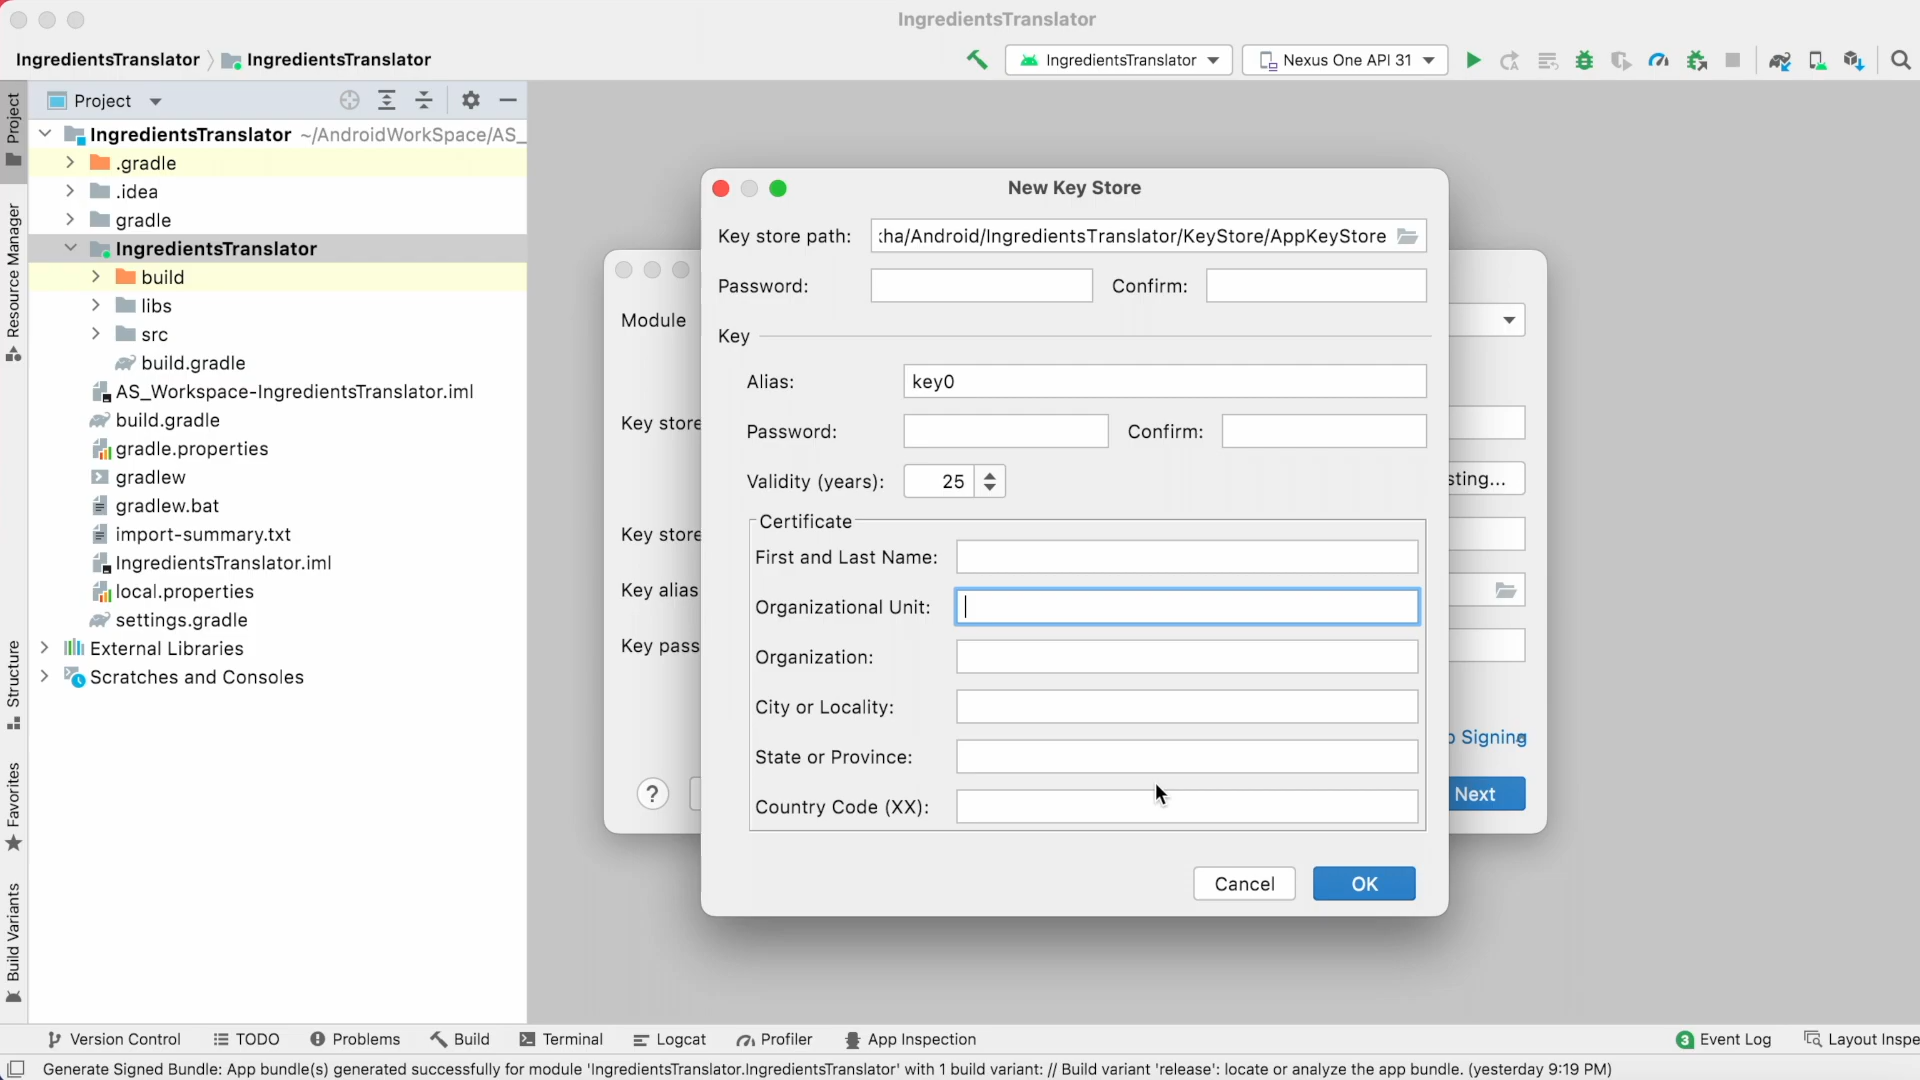 IngredientsTranslator
IngredientsTranslator
IngredientsTranslator
IngredientsTranslator
Nexus One API 31
Project
Resource Manager
Structure
Favorites
Build Variants
Project
IngredientsTranslator ~/AndroidWorkSpace/AS_
.gradle
.idea
gradle
IngredientsTranslator
build
libs
src
build.gradle
AS_Workspace-IngredientsTranslator.iml
build.gradle
gradle.properties
gradlew
gradlew.bat
import-summary.txt
IngredientsTranslator.iml
local.properties
settings.gradle
External Libraries
Scratches and Consoles
Module
Key store
Key store
Key alias
Key pass
?
sting...
Signing
Next
New Key Store
Key store path: ha/Android/IngredientsTranslator/KeyStore/AppKeyStore
Password: Confirm:
Key
Alias: key0
Password: Confirm:
Validity (years): 25
Certificate
First and Last Name:
Organizational Unit:
Organization:
City or Locality:
State or Province:
Country Code (XX):
Cancel OK
Version Control TODO Problems Build Terminal Logcat Profiler App Inspection 3 Event Log Layout Inspe
Generate Signed Bundle: App bundle(s) generated successfully for module 'IngredientsTranslator.IngredientsTranslator' with 1 build variant: // Build variant 'release': locate or analyze the app bundle. (yesterday 9:19 PM)